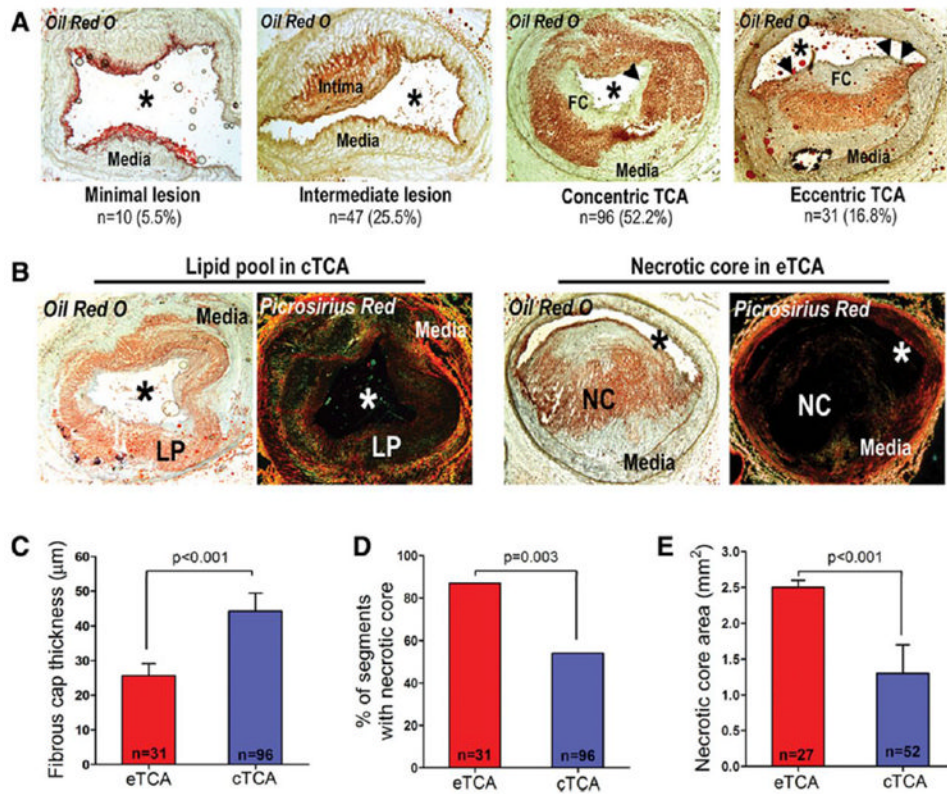 A
Oil Red O
*
Media
Minimal lesion
n=10 (5.5%)
Oil Red O
Intima
*
Media
Intermediate lesion
n=47 (25.5%)
Oil Red O
FC
*
Media
Concentric TCA
n=96 (52.2%)
Oil Red O
*
FC
Media
Eccentric TCA
n=31 (16.8%)
B
Lipid pool in cTCA
Oil Red O
Media
*
LP
Picrosirius Red
Media
*
LP
Necrotic core in eTCA
Oil Red O
*
NC
Media
Picrosirius Red
*
NC
Media
C
Fibrous cap thickness (µm)
60
50
40
30
20
10
0
p<0.001
n=31
n=96
eTCA
cTCA
D
% of segments
with necrotic core
100
80
60
40
20
0
p=0.003
n=31
n=96
eTCA
cTCA
E
Necrotic core area (mm²)
3.0
2.5
2.0
1.5
1.0
0.5
0.0
p<0.001
n=27
n=52
eTCA
cTCA